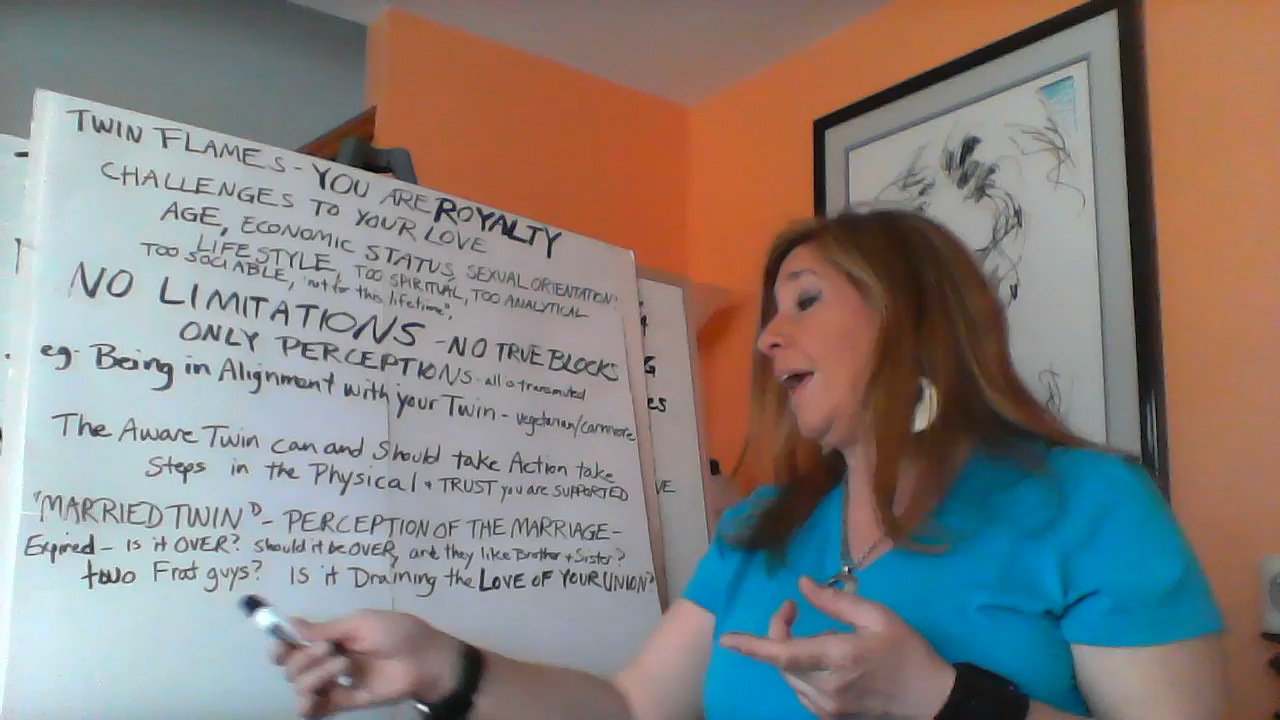 TWIN FLAMES - YOU ARE ROYALTY
CHALLENGES TO YOUR LOVE
AGE, ECONOMIC STATUS, SEXUAL ORIENTATION,
LIFESTYLE, TOO SPIRITUAL, TOO ANALYTICAL
TOO SOCIABLE, "not for this lifetime",
NO LIMITATIONS - NO TRUE BLOCKS
ONLY PERCEPTIONS. all is transmuted
eg. Being in Alignment with your Twin - vegetarian/carnivore
The Aware Twin can and Should take Action take
Steps in the Physical + TRUST you are SUPPORTED
"MARRIED TWIN" - PERCEPTION OF THE MARRIAGE -
Expired - IS it OVER? Should it be OVER, are they like Brother + Sister?
two Frat guys? IS it Draining the LOVE OF YOUR UNION?
G
es
VE